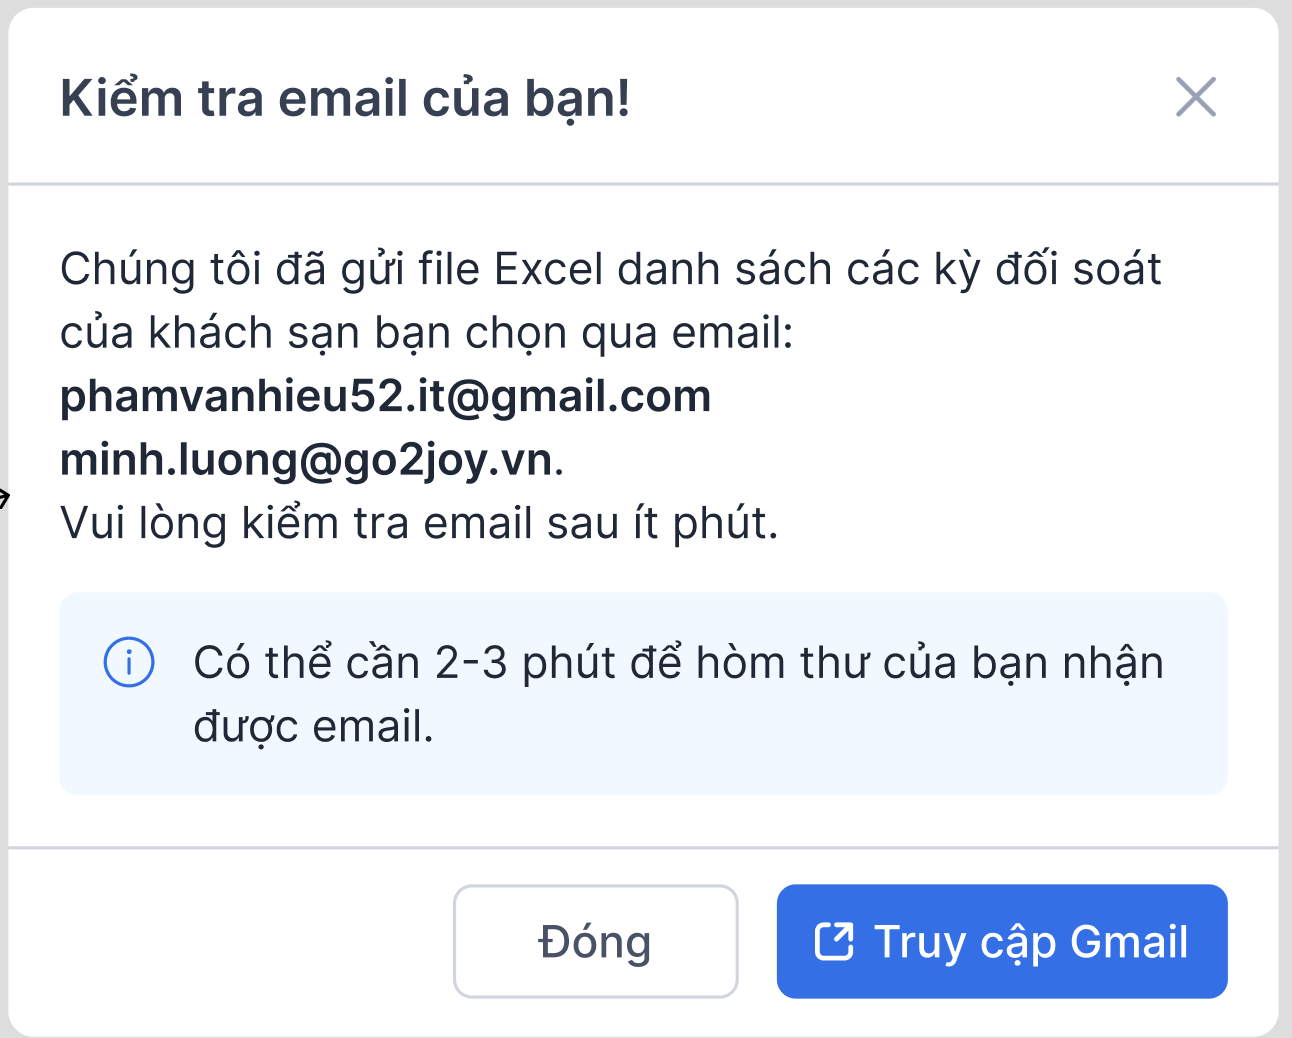 Kiểm tra email của bạn!
Chúng tôi đã gửi file Excel danh sách các kỳ đối soát
của khách sạn bạn chọn qua email:
phamvanhieu52.it@gmail.com
minh.luong@go2joy.vn.
Vui lòng kiểm tra email sau ít phút.
Có thể cần 2-3 phút để hòm thư của bạn nhận
được email.
Đóng
Truy cập Gmail